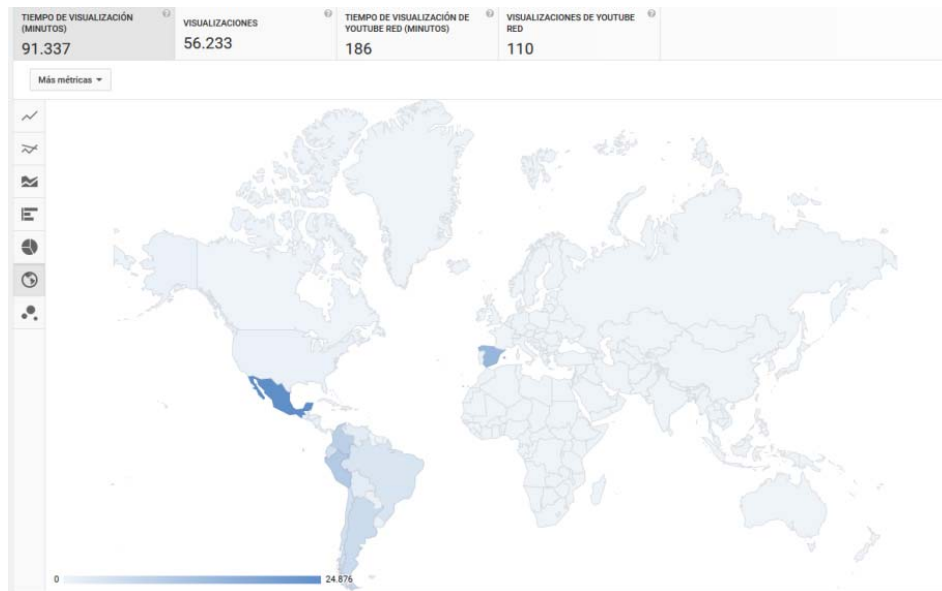 TIEMPO DE VISUALIZACIÓN
(MINUTOS)
91.337
VISUALIZACIONES
56.233
TIEMPO DE VISUALIZACIÓN DE
YOUTUBE RED (MINUTOS)
186
VISUALIZACIONES DE YOUTUBE
RED
110
Más métricas
0
24.876